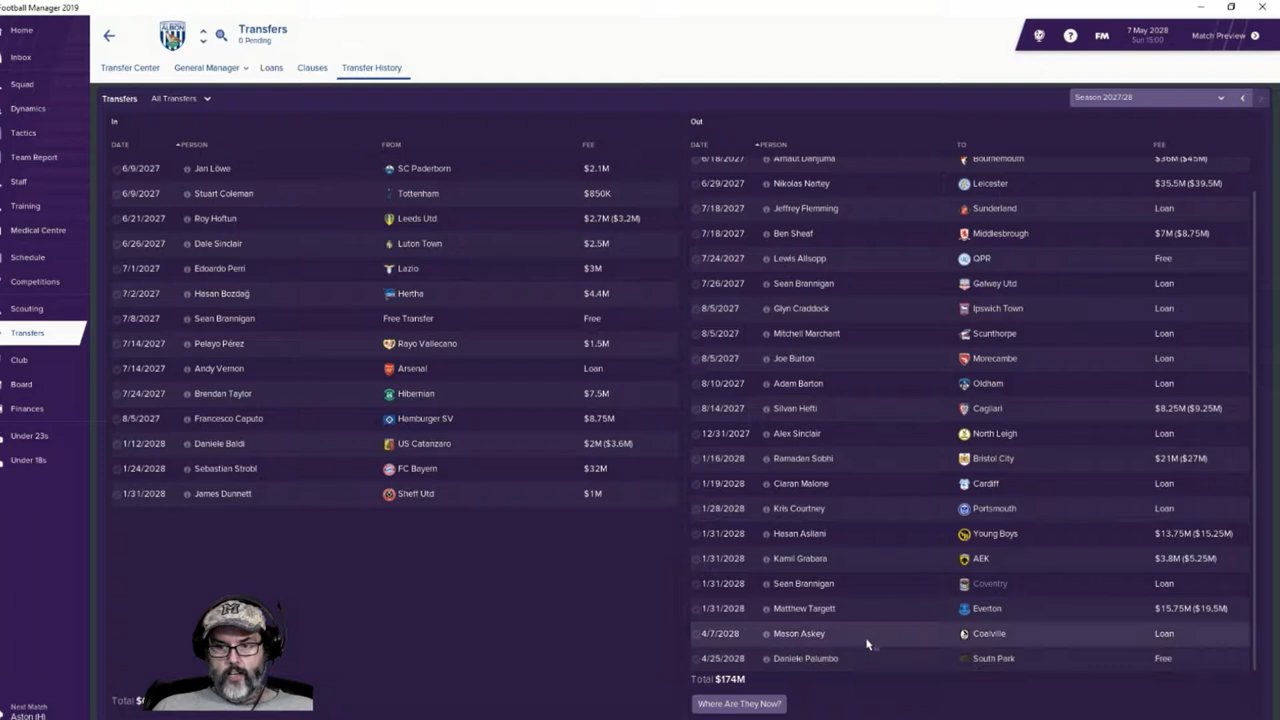 Football Manager 2019
Home
Inbox
Squad
Dynamics
Tactics
Team Report
Staff
Training
Medical Centre
Schedule
Competitions
Scouting
Transfers
Club
Board
Finances
Under 23s
Under 18s
Next Match
Aston (H)
ALBION
Transfers
0 Pending
FM
7 May 2028
Sun 15:00
Match Preview
Transfer Center General Manager Loans Clauses Transfer History
Transfers All Transfers
Season 2027/28
In
DATE PERSON FROM FEE
6/9/2027 Jan Löwe SC Paderborn $2.1M
6/9/2027 Stuart Coleman Tottenham $850K
6/21/2027 Roy Hoftun Leeds Utd $2.7M ($3.2M)
6/26/2027 Dale Sinclair Luton Town $2.5M
7/1/2027 Edoardo Perri Lazio $3M
7/2/2027 Hasan Bozdağ Hertha $4.4M
7/8/2027 Sean Brannigan Free Transfer Free
7/14/2027 Pelayo Pérez Rayo Vallecano $1.5M
7/14/2027 Andy Vernon Arsenal Loan
7/24/2027 Brendan Taylor Hibernian $7.5M
8/5/2027 Francesco Caputo Hamburger SV $8.75M
1/12/2028 Daniele Baldi US Catanzaro $2M ($3.6M)
1/24/2028 Sebastian Strobl FC Bayern $32M
1/31/2028 James Dunnett Sheff Utd $1M
Total
Out
DATE PERSON TO FEE
6/18/2027 Arnaut Danjuma Bournemouth $36M ($45M)
6/29/2027 Nikolas Nartey Leicester $35.5M ($39.5M)
7/18/2027 Jeffrey Flemming Sunderland Loan
7/18/2027 Ben Sheaf Middlesbrough $7M ($8.75M)
7/24/2027 Lewis Allsopp QPR Free
7/26/2027 Sean Brannigan Galway Utd Loan
8/5/2027 Glyn Craddock Ipswich Town Loan
8/5/2027 Mitchell Marchant Scunthorpe Loan
8/5/2027 Joe Burton Morecambe Loan
8/10/2027 Adam Barton Oldham Loan
8/14/2027 Silvan Hefti Cagliari $8.25M ($9.25M)
12/31/2027 Alex Sinclair North Leigh Loan
1/16/2028 Ramadan Sobhi Bristol City $21M ($27M)
1/19/2028 Ciaran Malone Cardiff Loan
1/28/2028 Kris Courtney Portsmouth Loan
1/31/2028 Hasan Asllani Young Boys $13.75M ($15.25M)
1/31/2028 Kamil Grabara AEK $3.8M ($5.25M)
1/31/2028 Sean Brannigan Coventry Loan
1/31/2028 Matthew Targett Everton $15.75M ($19.5M)
4/7/2028 Mason Askey Coalville Loan
4/25/2028 Daniele Palumbo South Park Free
Total $174M
Where Are They Now?